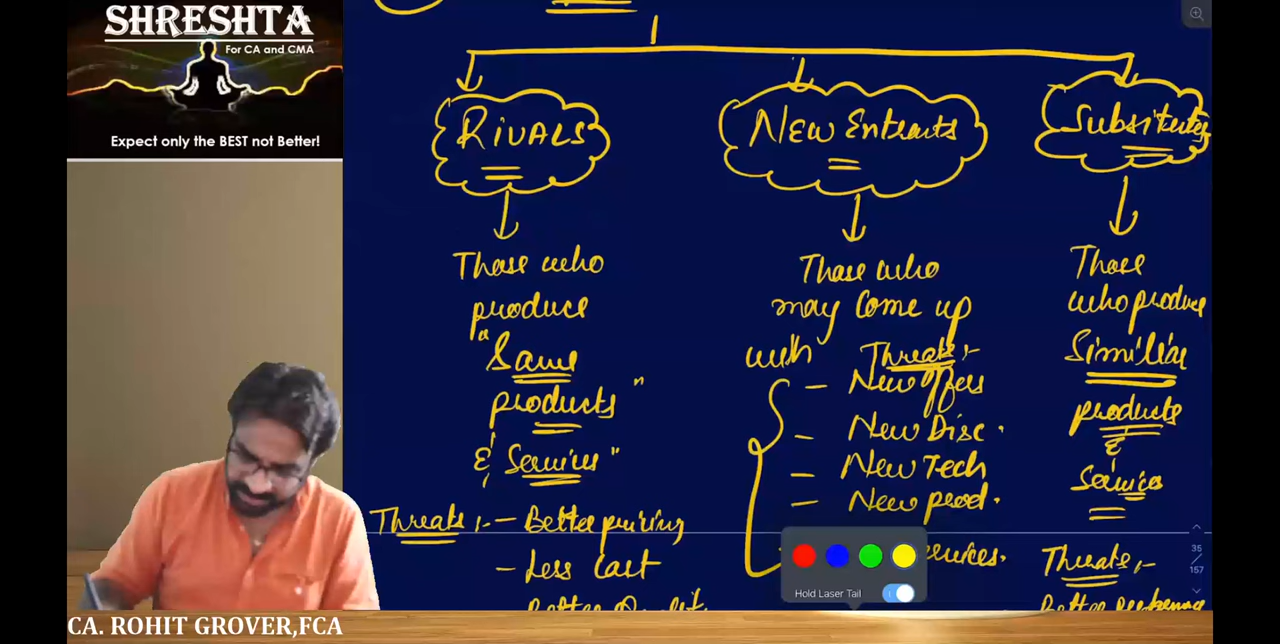 SHRESHTA
For CA and CMA
Expect only the BEST not Better!
RIVALS
New Entrants
Substitutes
Those who
produce
"Same
products"
& Services"
Threats :- - Better pricing
- Less Cost
Those who
may Come up
with Threats :-
- New offers
- New Disc.
- New Tech
- New prod.
Those
who produce
Similar
products
&
Services
Threats :-
35
157
Hold Laser Tail
CA. ROHIT GROVER,FCA